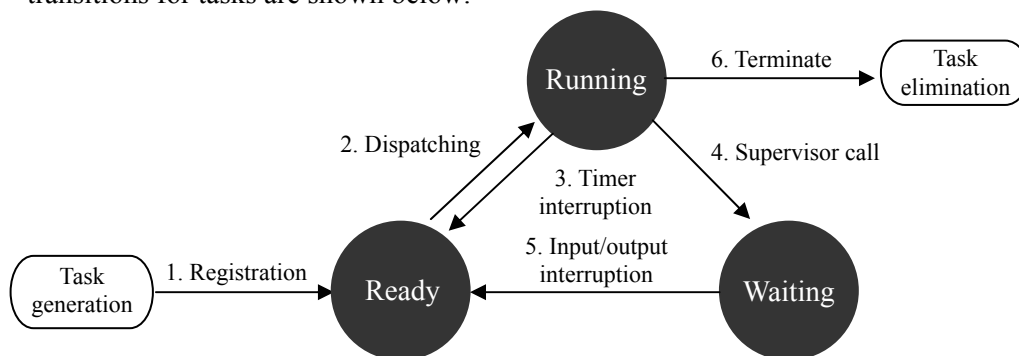 transitions for tasks are shown below.
6. Terminate
Task
elimination
Running
2. Dispatching
4. Supervisor call
3. Timer
interruption
5. Input/output
interruption
Task
generation
1. Registration
Ready
Waiting